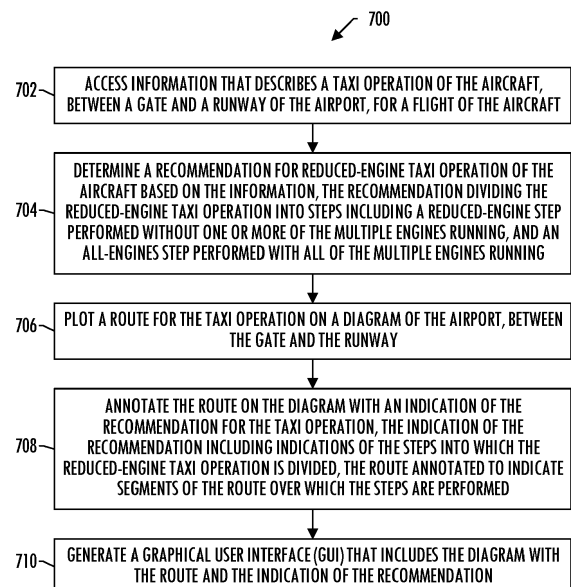 700
702
ACCESS INFORMATION THAT DESCRIBES A TAXI OPERATION OF THE AIRCRAFT,
BETWEEN A GATE AND A RUNWAY OF THE AIRPORT, FOR A FLIGHT OF THE AIRCRAFT
704
DETERMINE A RECOMMENDATION FOR REDUCED-ENGINE TAXI OPERATION OF THE
AIRCRAFT BASED ON THE INFORMATION, THE RECOMMENDATION DIVIDING THE
REDUCED-ENGINE TAXI OPERATION INTO STEPS INCLUDING A REDUCED-ENGINE STEP
PERFORMED WITHOUT ONE OR MORE OF THE MULTIPLE ENGINES RUNNING, AND AN
ALL-ENGINES STEP PERFORMED WITH ALL OF THE MULTIPLE ENGINES RUNNING
706
PLOT A ROUTE FOR THE TAXI OPERATION ON A DIAGRAM OF THE AIRPORT, BETWEEN
THE GATE AND THE RUNWAY
708
ANNOTATE THE ROUTE ON THE DIAGRAM WITH AN INDICATION OF THE
RECOMMENDATION FOR THE TAXI OPERATION, THE INDICATION OF THE
RECOMMENDATION INCLUDING INDICATIONS OF THE STEPS INTO WHICH THE
REDUCED-ENGINE TAXI OPERATION IS DIVIDED, THE ROUTE ANNOTATED TO INDICATE
SEGMENTS OF THE ROUTE OVER WHICH THE STEPS ARE PERFORMED
710
GENERATE A GRAPHICAL USER INTERFACE (GUI) THAT INCLUDES THE DIAGRAM WITH
THE ROUTE AND THE INDICATION OF THE RECOMMENDATION